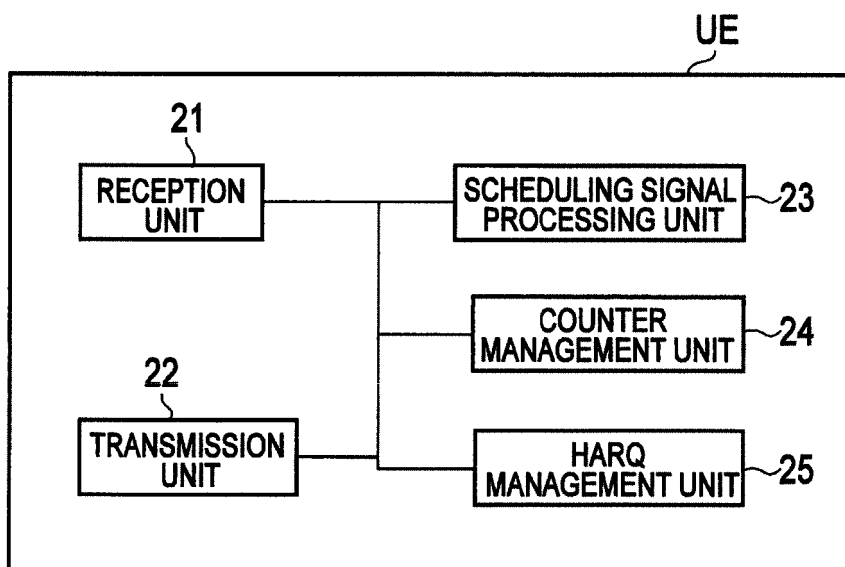 UE
21
RECEPTION
UNIT
SCHEDULING SIGNAL
PROCESSING UNIT
23
COUNTER
MANAGEMENT UNIT
24
22
TRANSMISSION
UNIT
HARQ
MANAGEMENT UNIT
25